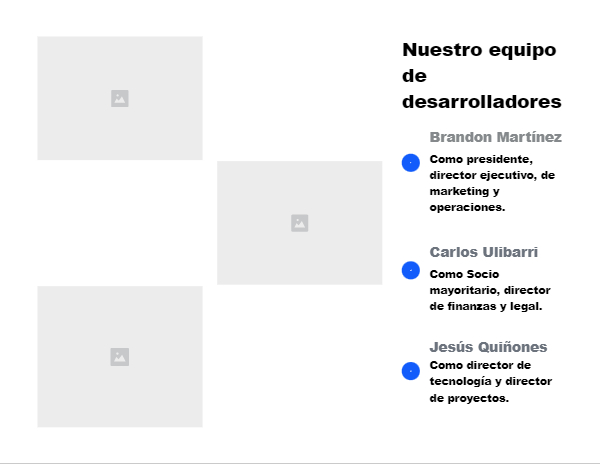 Nuestro equipo
de
desarrolladores
Brandon Martínez
Como presidente,
director ejecutivo, de
marketing y
operaciones.
Carlos Ulibarri
Como Socio
mayoritario, director
de finanzas y legal.
Jesús Quiñones
Como director de
tecnología y director
de proyectos.